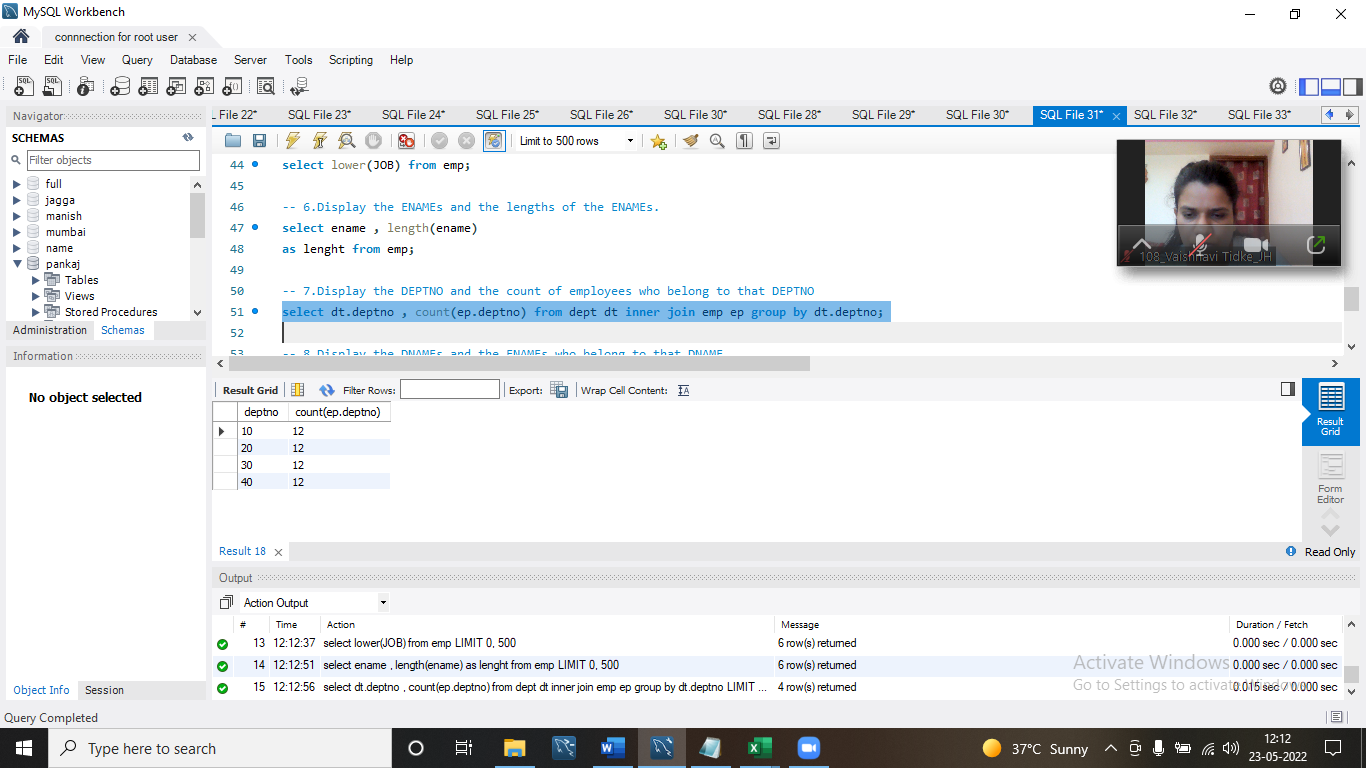 MySQL Workbench
connnection for root user
File Edit View Query Database Server Tools Scripting Help
Navigator
SCHEMAS
Filter objects
full
jagga
manish
mumbai
name
pankaj
Tables
Views
Stored Procedures
Administration Schemas
Information
No object selected
Object Info Session
File 22* SQL File 23* SQL File 24* SQL File 25* SQL File 26* SQL File 30* SQL File 28* SQL File 29* SQL File 30* SQL File 31* SQL File 32* SQL File 33*
Limit to 500 rows
44 select lower(JOB) from emp;
45
46 -- 6.Display the ENAMEs and the lengths of the ENAMEs.
47 select ename , length(ename)
48 as lenght from emp;
49
50 -- 7.Display the DEPTNO and the count of employees who belong to that DEPTNO
51 select dt.deptno , count(ep.deptno) from dept dt inner join emp ep group by dt.deptno;
52
53 -- 8.Display the DNAMEs and the ENAMEs who belong to that DNAME
108_Vaishnavi Tidke_JH
Result Grid Filter Rows: Export: Wrap Cell Content:
deptno count(ep.deptno)
10 12
20 12
30 12
40 12
Result Grid
Form Editor
Result 18
Read Only
Output
Action Output
# Time Action Message Duration / Fetch
13 12:12:37 select lower(JOB) from emp LIMIT 0, 500 6 row(s) returned 0.000 sec / 0.000 sec
14 12:12:51 select ename , length(ename) as lenght from emp LIMIT 0, 500 6 row(s) returned 0.000 sec / 0.000 sec
15 12:12:56 select dt.deptno , count(ep.deptno) from dept dt inner join emp ep group by dt.deptno LIMIT ... 4 row(s) returned 0.015 sec / 0.000 sec
Activate Windows
Go to Settings to activate Windows.
Query Completed
Type here to search
37°C Sunny
12:12
23-05-2022